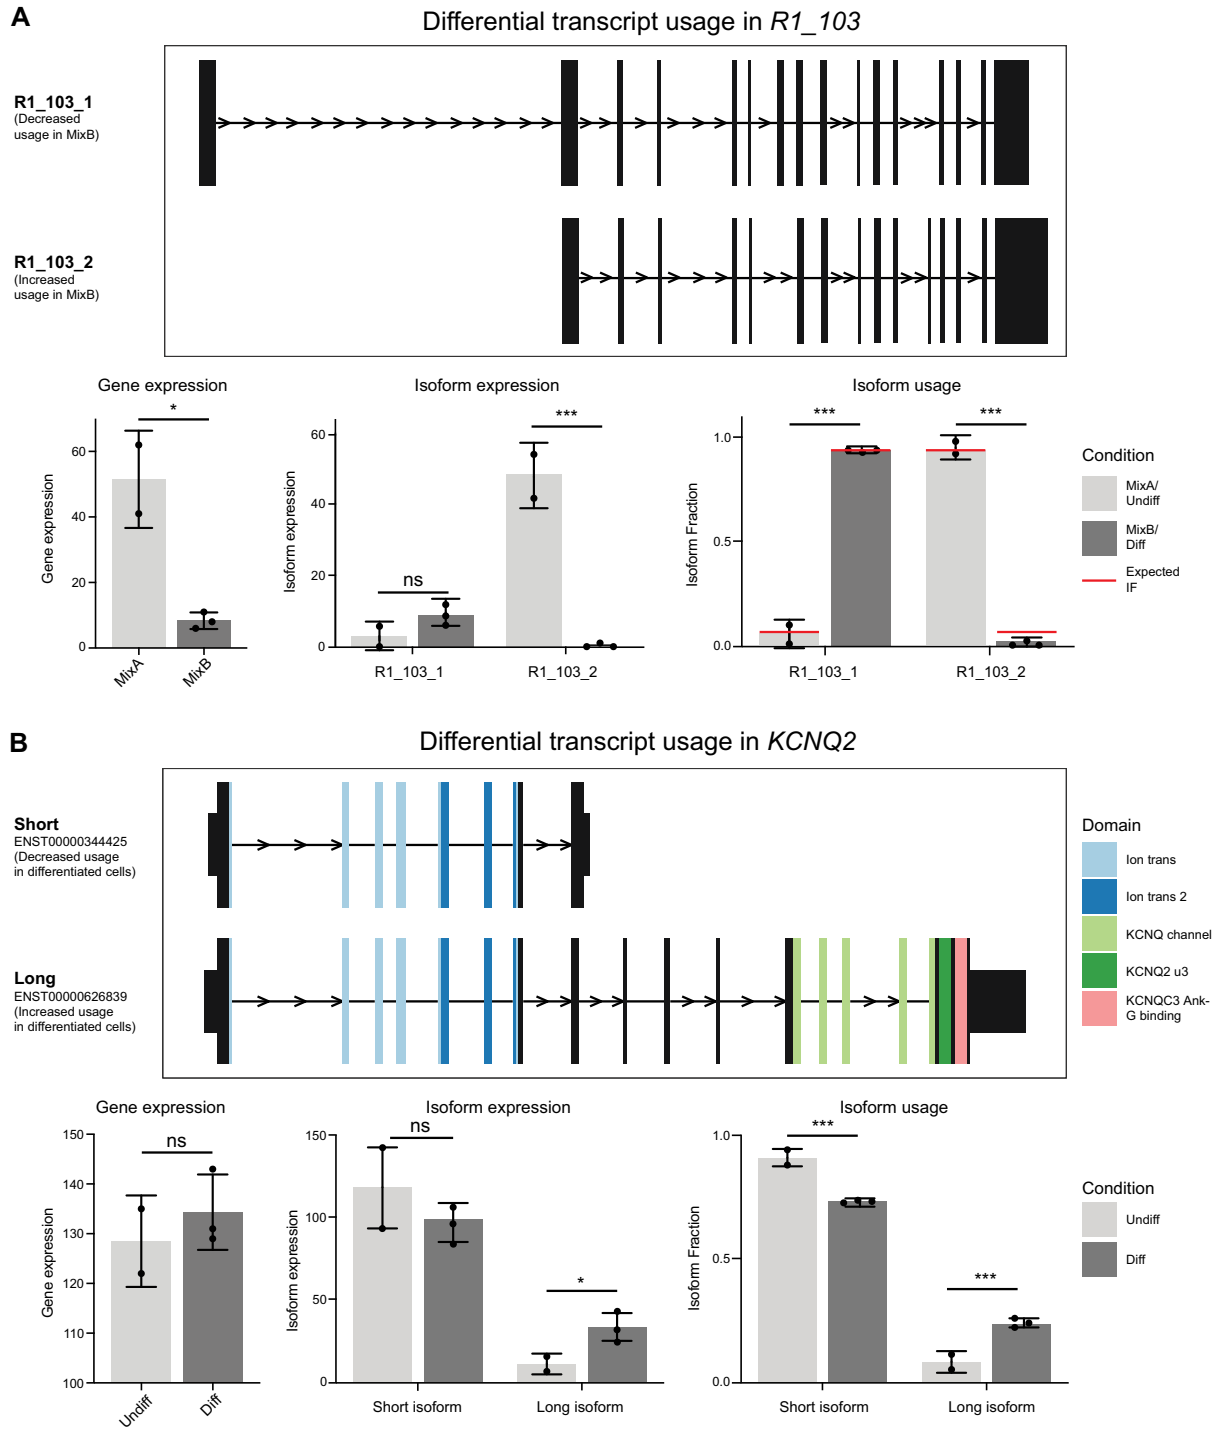 A
Differential transcript usage in R1_103
R1_103_1
(Decreased
usage in MixB)
R1_103_2
(Increased
usage in MixB)
Gene expression
Isoform expression
Isoform usage
*
ns
***
***
***
Gene expression
60
40
20
0
MixA
MixB
Isoform expression
60
40
20
0
R1_103_1
R1_103_2
Isoform Fraction
1.0
0.5
0.0
R1_103_1
R1_103_2
Condition
MixA/
Undiff
MixB/
Diff
Expected
IF
B
Differential transcript usage in KCNQ2
Short
ENST00000344425
(Decreased usage
in differentiated cells)
Long
ENST00000626839
(Increased usage
in differentiated cells)
Domain
Ion trans
Ion trans 2
KCNQ channel
KCNQ2 u3
KCNQC3 Ank-
G binding
Gene expression
Isoform expression
Isoform usage
ns
ns
*
***
***
Gene expression
150
140
130
120
110
100
Undiff
Diff
Isoform expression
150
100
50
0
Short isoform
Long isoform
Isoform Fraction
1.0
0.5
0.0
Short isoform
Long isoform
Condition
Undiff
Diff